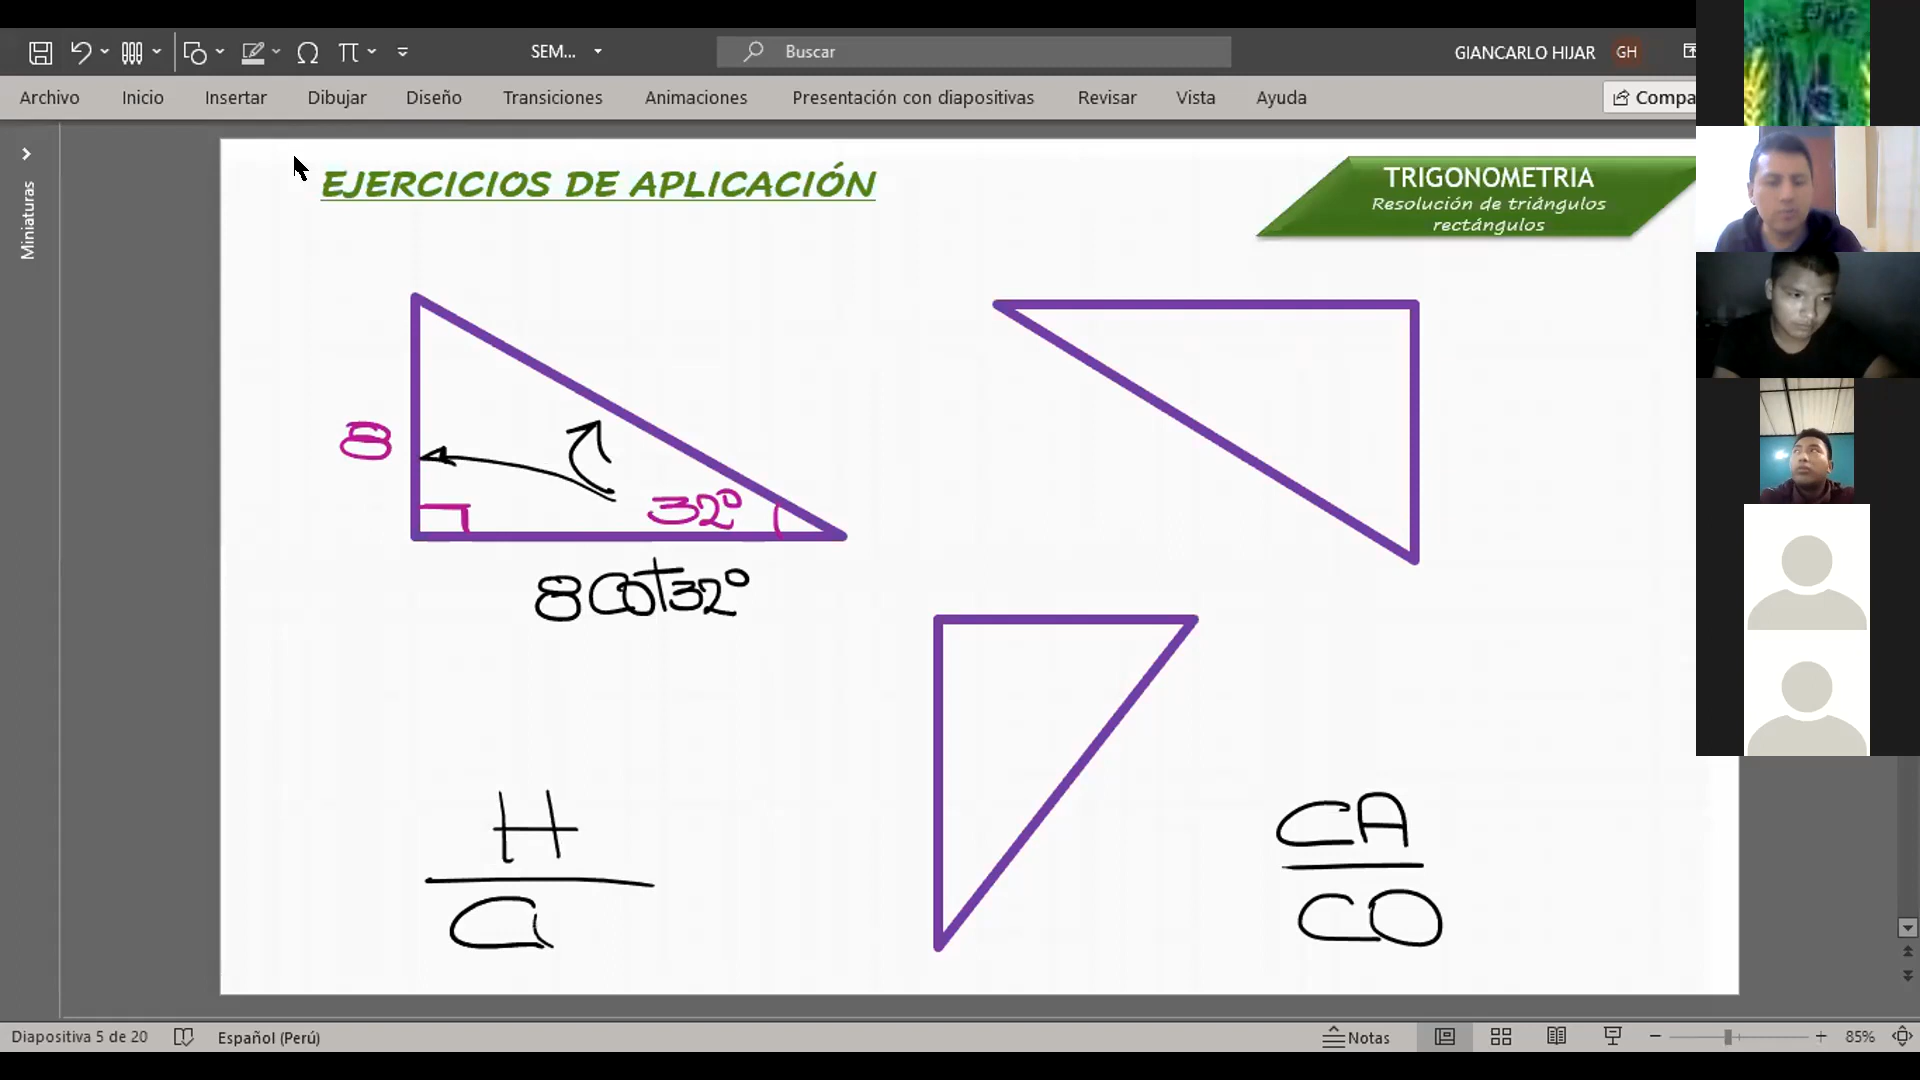 SEM...
Buscar
GIANCARLO HIJAR
GH
Archivo Inicio Insertar Dibujar Diseño Transiciones Animaciones Presentación con diapositivas Revisar Vista Ayuda
Compa
Miniaturas
EJERCICIOS DE APLICACIÓN
TRIGONOMETRIA
Resolución de triángulos
rectángulos
8
32°
8Cot32°
H
CA
CO
Diapositiva 5 de 20
Español (Perú)
Notas
85%